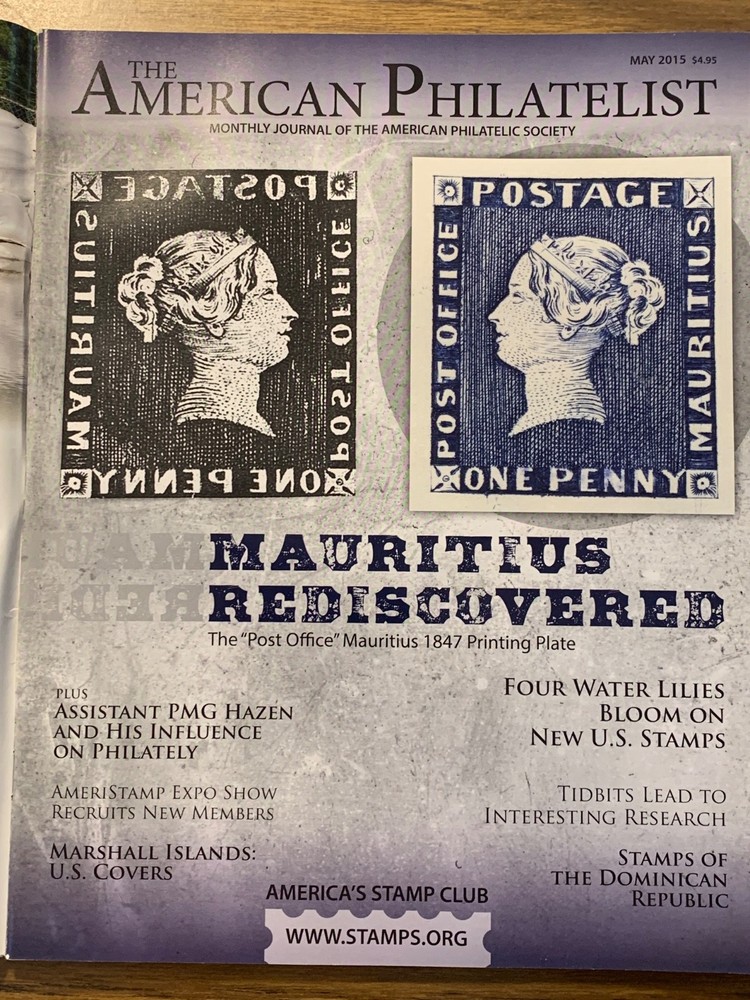 MAY 2015 $4.95
THE
AMERICAN PHILATELIST
MONTHLY JOURNAL OF THE AMERICAN PHILATELIC SOCIETY
POSTAGE
MAURITIUS
POST OFFICE
ONE PENNY
POSTAGE
POST OFFICE
MAURITIUS
ONE PENNY
MAURITIUS
REDISCOVERED
The "Post Office" Mauritius 1847 Printing Plate
PLUS
ASSISTANT PMG HAZEN
AND HIS INFLUENCE
ON PHILATELY
AMERISTAMP EXPO SHOW
RECRUITS NEW MEMBERS
MARSHALL ISLANDS:
U.S. COVERS
FOUR WATER LILIES
BLOOM ON
NEW U.S. STAMPS
TIDBITS LEAD TO
INTERESTING RESEARCH
STAMPS OF
THE DOMINICAN
REPUBLIC
AMERICA'S STAMP CLUB
WWW.STAMPS.ORG